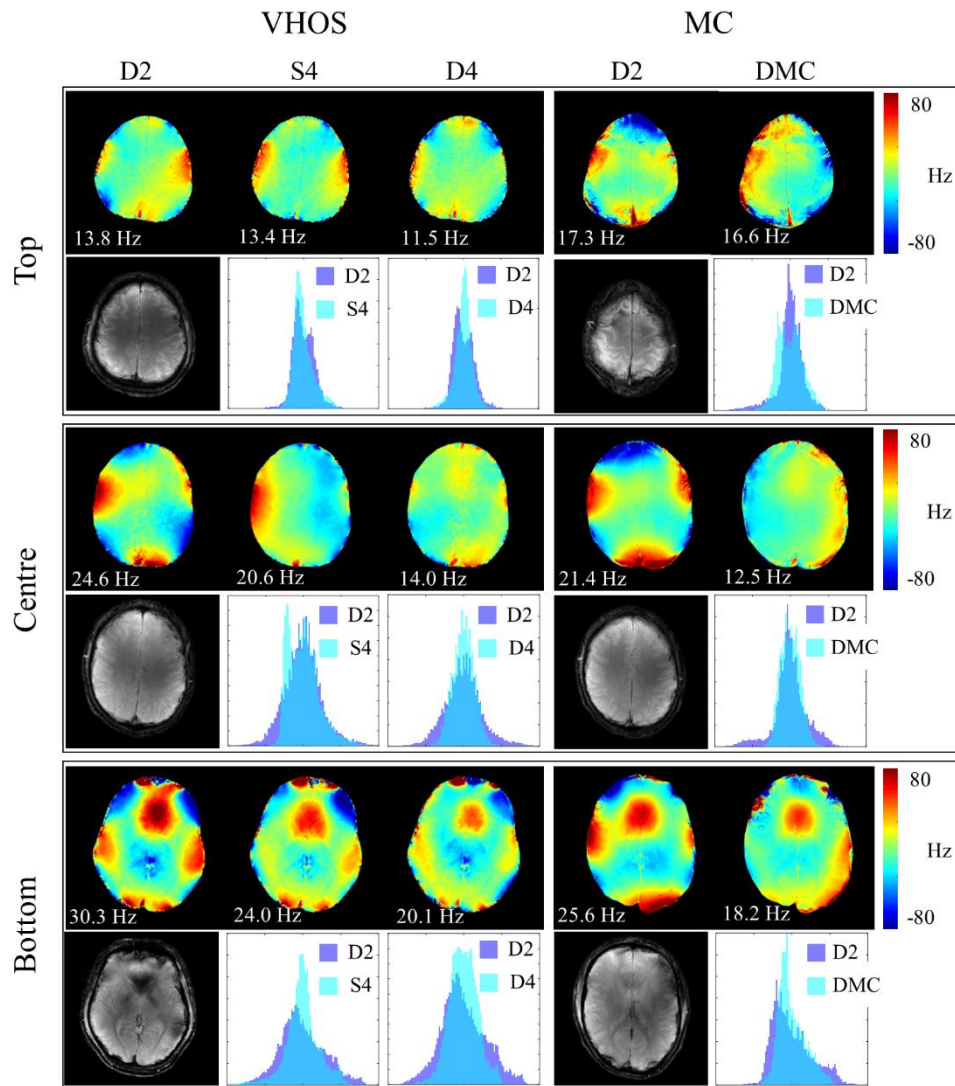 VHOS MC
D2 S4 D4 D2 DMC
Top
13.8 Hz 13.4 Hz 11.5 Hz 17.3 Hz 16.6 Hz
80
Hz
-80
D2 D2 D2
S4 D4 DMC
Centre
24.6 Hz 20.6 Hz 14.0 Hz 21.4 Hz 12.5 Hz
80
Hz
-80
D2 D2 D2
S4 D4 DMC
Bottom
30.3 Hz 24.0 Hz 20.1 Hz 25.6 Hz 18.2 Hz
80
Hz
-80
D2 D2 D2
S4 D4 DMC